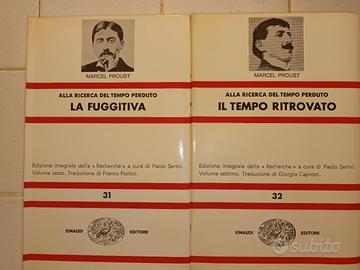 MARCEL PROUST
ALLA RICERCA DEL TEMPO PERDUTO
LA FUGGITIVA
Edizione integrale della «Recherche» a cura di Paolo Serini.
Volume sesto. Traduzione di Franco Fortini.
31
EINAUDI EDITORE
MARCEL PROUST
ALLA RICERCA DEL TEMPO PERDUTO
IL TEMPO RITROVATO
Edizione integrale della «Recherche» a cura di Paolo Serini.
Volume settimo. Traduzione di Giorgio Caproni.
32
EINAUDI EDITORE
subito